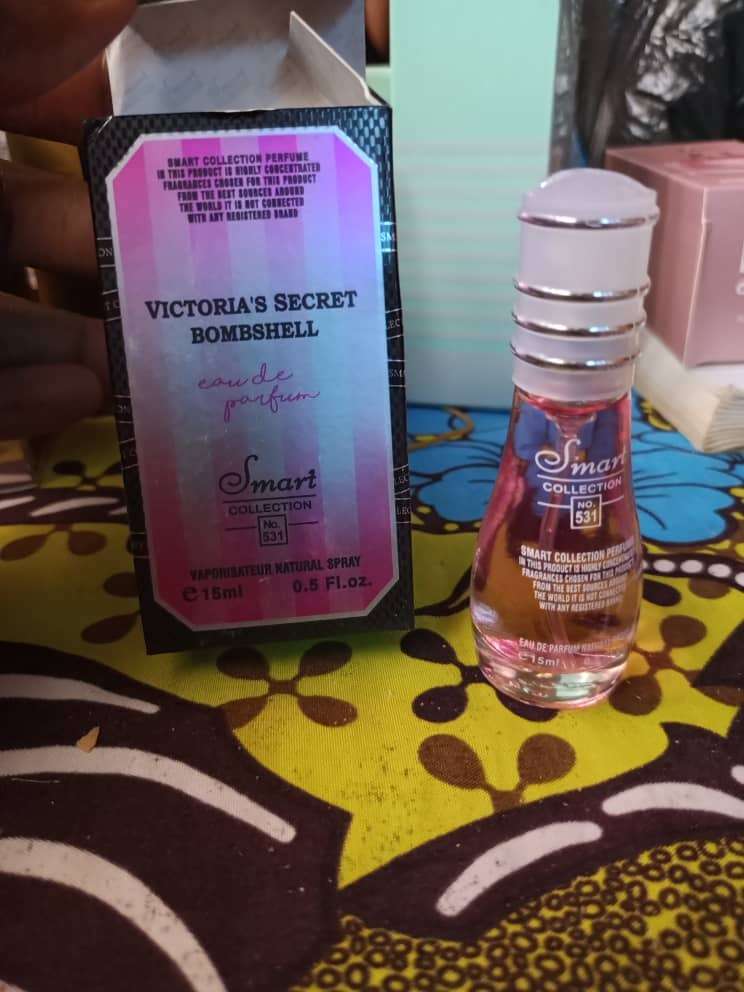 SMART COLLECTION PERFUME
IN THIS PRODUCT IS HIGHLY CONCENTRATED
FRAGRANCES CHOSEN FOR THIS PRODUCT
FROM THE BEST SOURCES AROUND
THE WORLD IT IS NOT CONNECTED
WITH ANY REGISTERED BRAND
VICTORIA'S SECRET
BOMBSHELL
eau de
parfum
Smart
COLLECTION
No.
531
VAPORISATEUR NATURAL SPRAY
e 15ml 0.5 Fl.oz.
Smart
COLLECTION
NO.
531
SMART COLLECTION PERFUM
IN THIS PRODUCT IS HIGHLY
FRAGRANCES CHOSEN FOR THIS
FROM THE BEST SOURCES
THE WORLD IT IS NOT CONNECTED
WITH ANY REGISTERED BRAND
EAU DE PARFUM
e 15ml